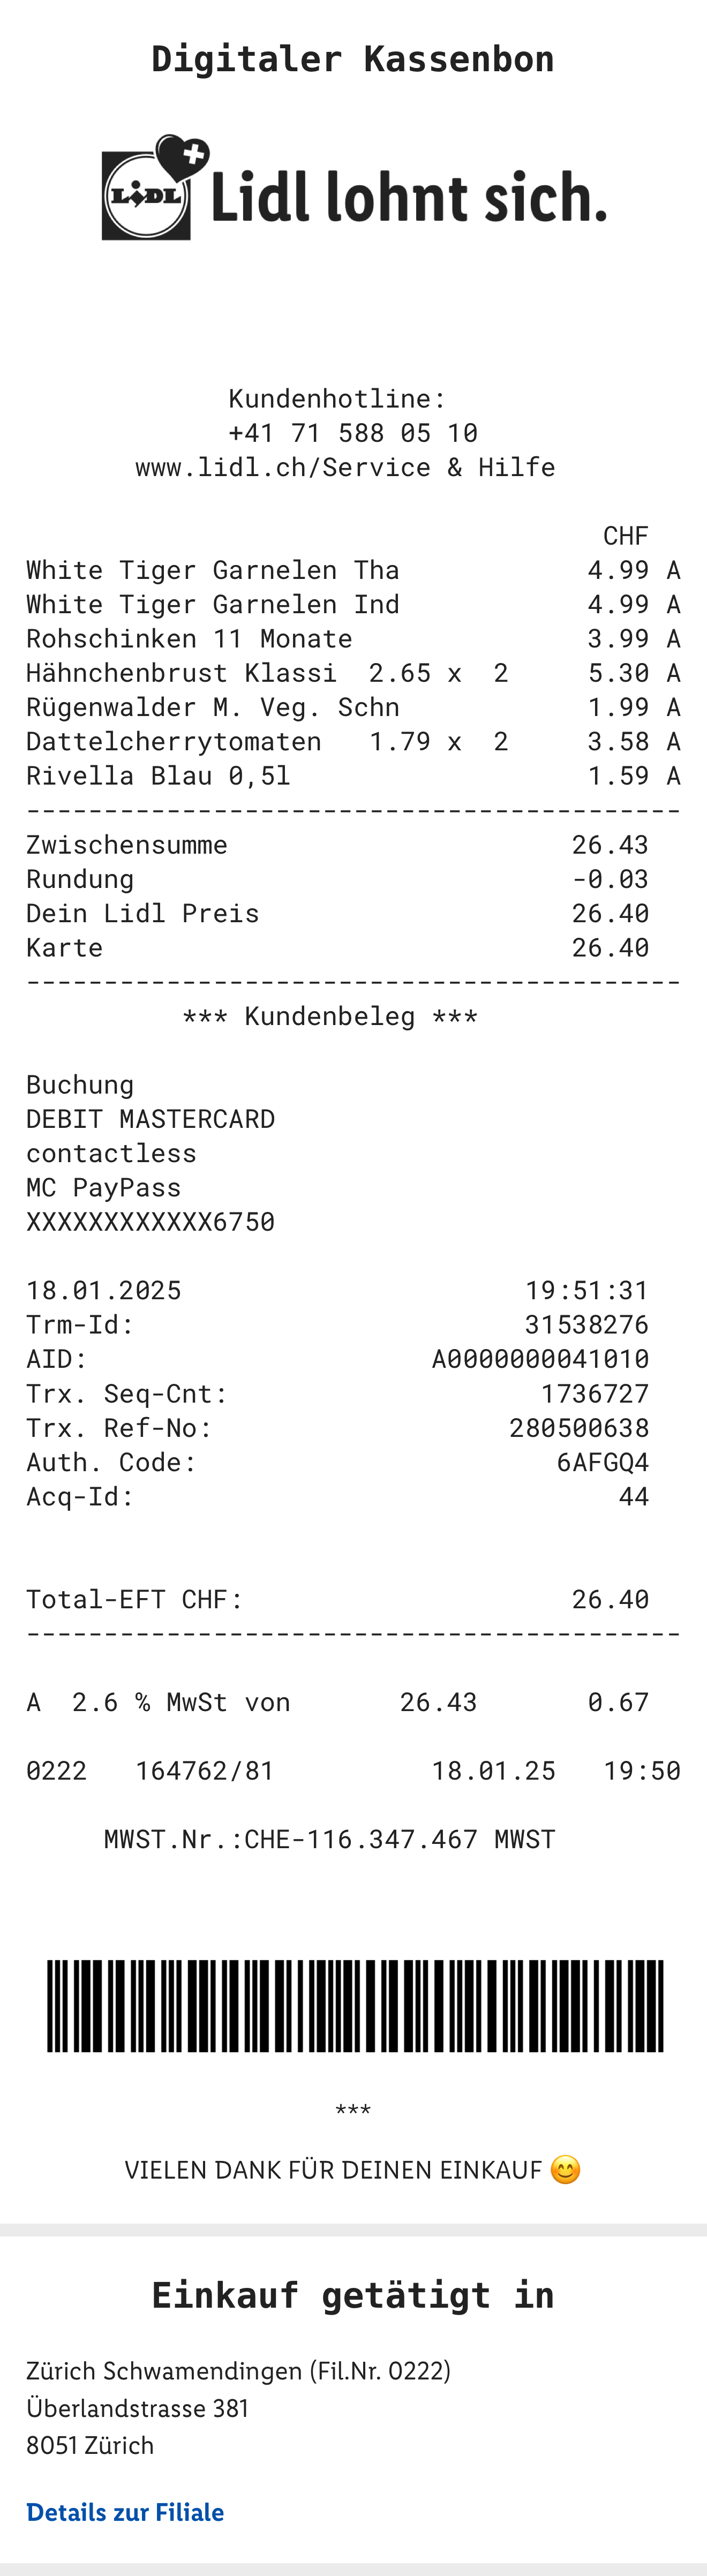 Digitaler Kassenbon
LiDL Lidl lohnt sich.
Kundenhotline:
+41 71 588 05 10
www.lidl.ch/Service & Hilfe
CHF
White Tiger Garnelen Tha 4.99 A
White Tiger Garnelen Ind 4.99 A
Rohschinken 11 Monate 3.99 A
Hähnchenbrust Klassi 2.65 x 2 5.30 A
Rügenwalder M. Veg. Schn 1.99 A
Dattelcherrytomaten 1.79 x 2 3.58 A
Rivella Blau 0,5l 1.59 A
------------------------------------------
Zwischensumme 26.43
Rundung -0.03
Dein Lidl Preis 26.40
Karte 26.40
------------------------------------------
*** Kundenbeleg ***
Buchung
DEBIT MASTERCARD
contactless
MC PayPass
XXXXXXXXXXXX6750
18.01.2025 19:51:31
Trm-Id: 31538276
AID: A0000000041010
Trx. Seq-Cnt: 1736727
Trx. Ref-No: 280500638
Auth. Code: 6AFGQ4
Acq-Id: 44
Total-EFT CHF: 26.40
------------------------------------------
A 2.6 % MwSt von 26.43 0.67
0222 164762/81 18.01.25 19:50
MWST.Nr.:CHE-116.347.467 MWST
***
VIELEN DANK FÜR DEINEN EINKAUF 😊
Einkauf getätigt in
Zürich Schwamendingen (Fil.Nr. 0222)
Überlandstrasse 381
8051 Zürich
Details zur Filiale